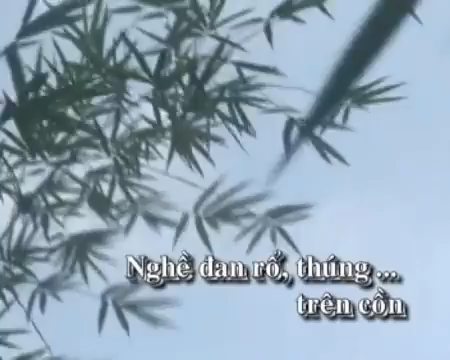 Nghề đan rổ, thúng ...
trên cồn